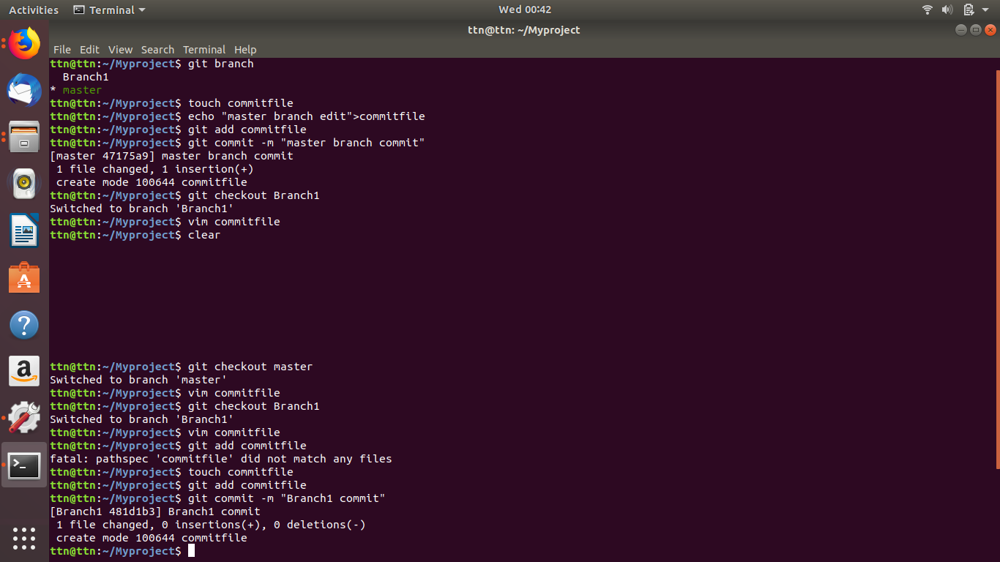 Activities Terminal Wed 00:42
ttn@ttn: ~/Myproject
File Edit View Search Terminal Help
ttn@ttn:~/Myproject$ git branch
  Branch1
* master
ttn@ttn:~/Myproject$ touch commitfile
ttn@ttn:~/Myproject$ echo "master branch edit">commitfile
ttn@ttn:~/Myproject$ git add commitfile
ttn@ttn:~/Myproject$ git commit -m "master branch commit"
[master 47175a9] master branch commit
 1 file changed, 1 insertion(+)
 create mode 100644 commitfile
ttn@ttn:~/Myproject$ git checkout Branch1
Switched to branch 'Branch1'
ttn@ttn:~/Myproject$ vim commitfile
ttn@ttn:~/Myproject$ clear
ttn@ttn:~/Myproject$ git checkout master
Switched to branch 'master'
ttn@ttn:~/Myproject$ vim commitfile
ttn@ttn:~/Myproject$ git checkout Branch1
Switched to branch 'Branch1'
ttn@ttn:~/Myproject$ vim commitfile
ttn@ttn:~/Myproject$ git add commitfile
fatal: pathspec 'commitfile' did not match any files
ttn@ttn:~/Myproject$ touch commitfile
ttn@ttn:~/Myproject$ git add commitfile
ttn@ttn:~/Myproject$ git commit -m "Branch1 commit"
[Branch1 481d1b3] Branch1 commit
 1 file changed, 0 insertions(+), 0 deletions(-)
 create mode 100644 commitfile
ttn@ttn:~/Myproject$